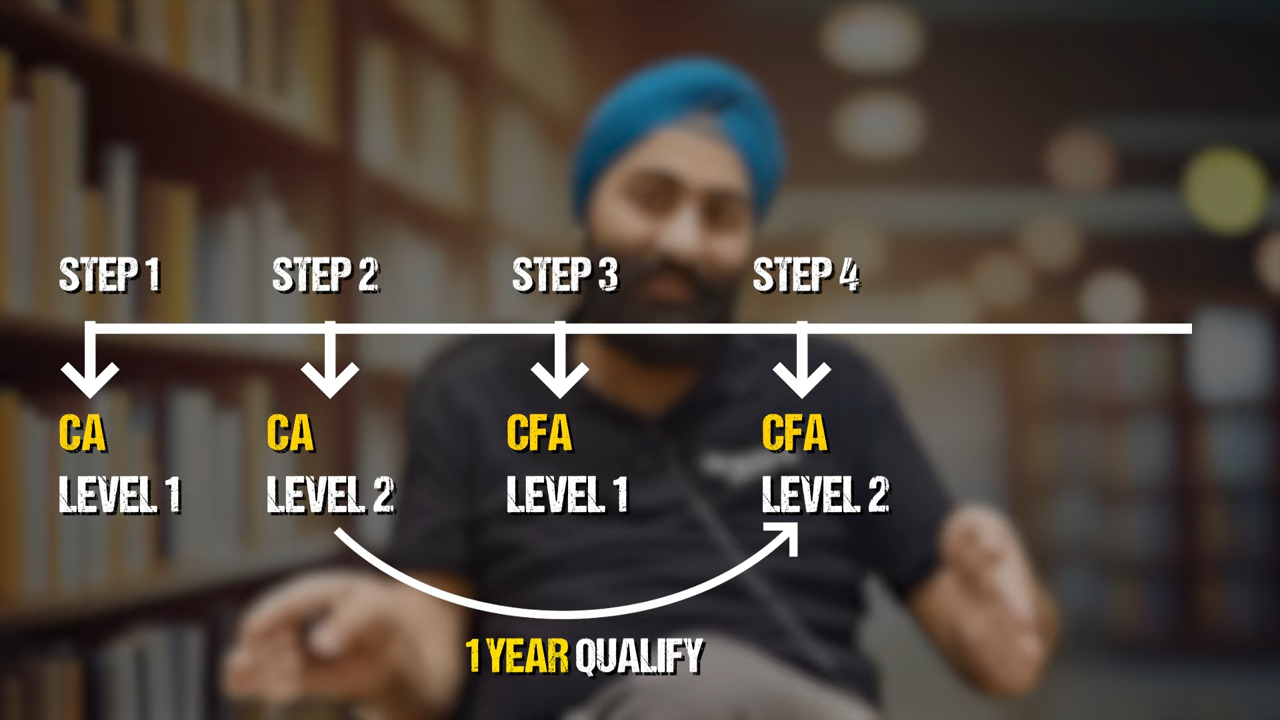 STEP 1 STEP 2 STEP 3 STEP 4
CA CA CFA CFA
LEVEL 1 LEVEL 2 LEVEL 1 LEVEL 2
1 YEAR QUALIFY